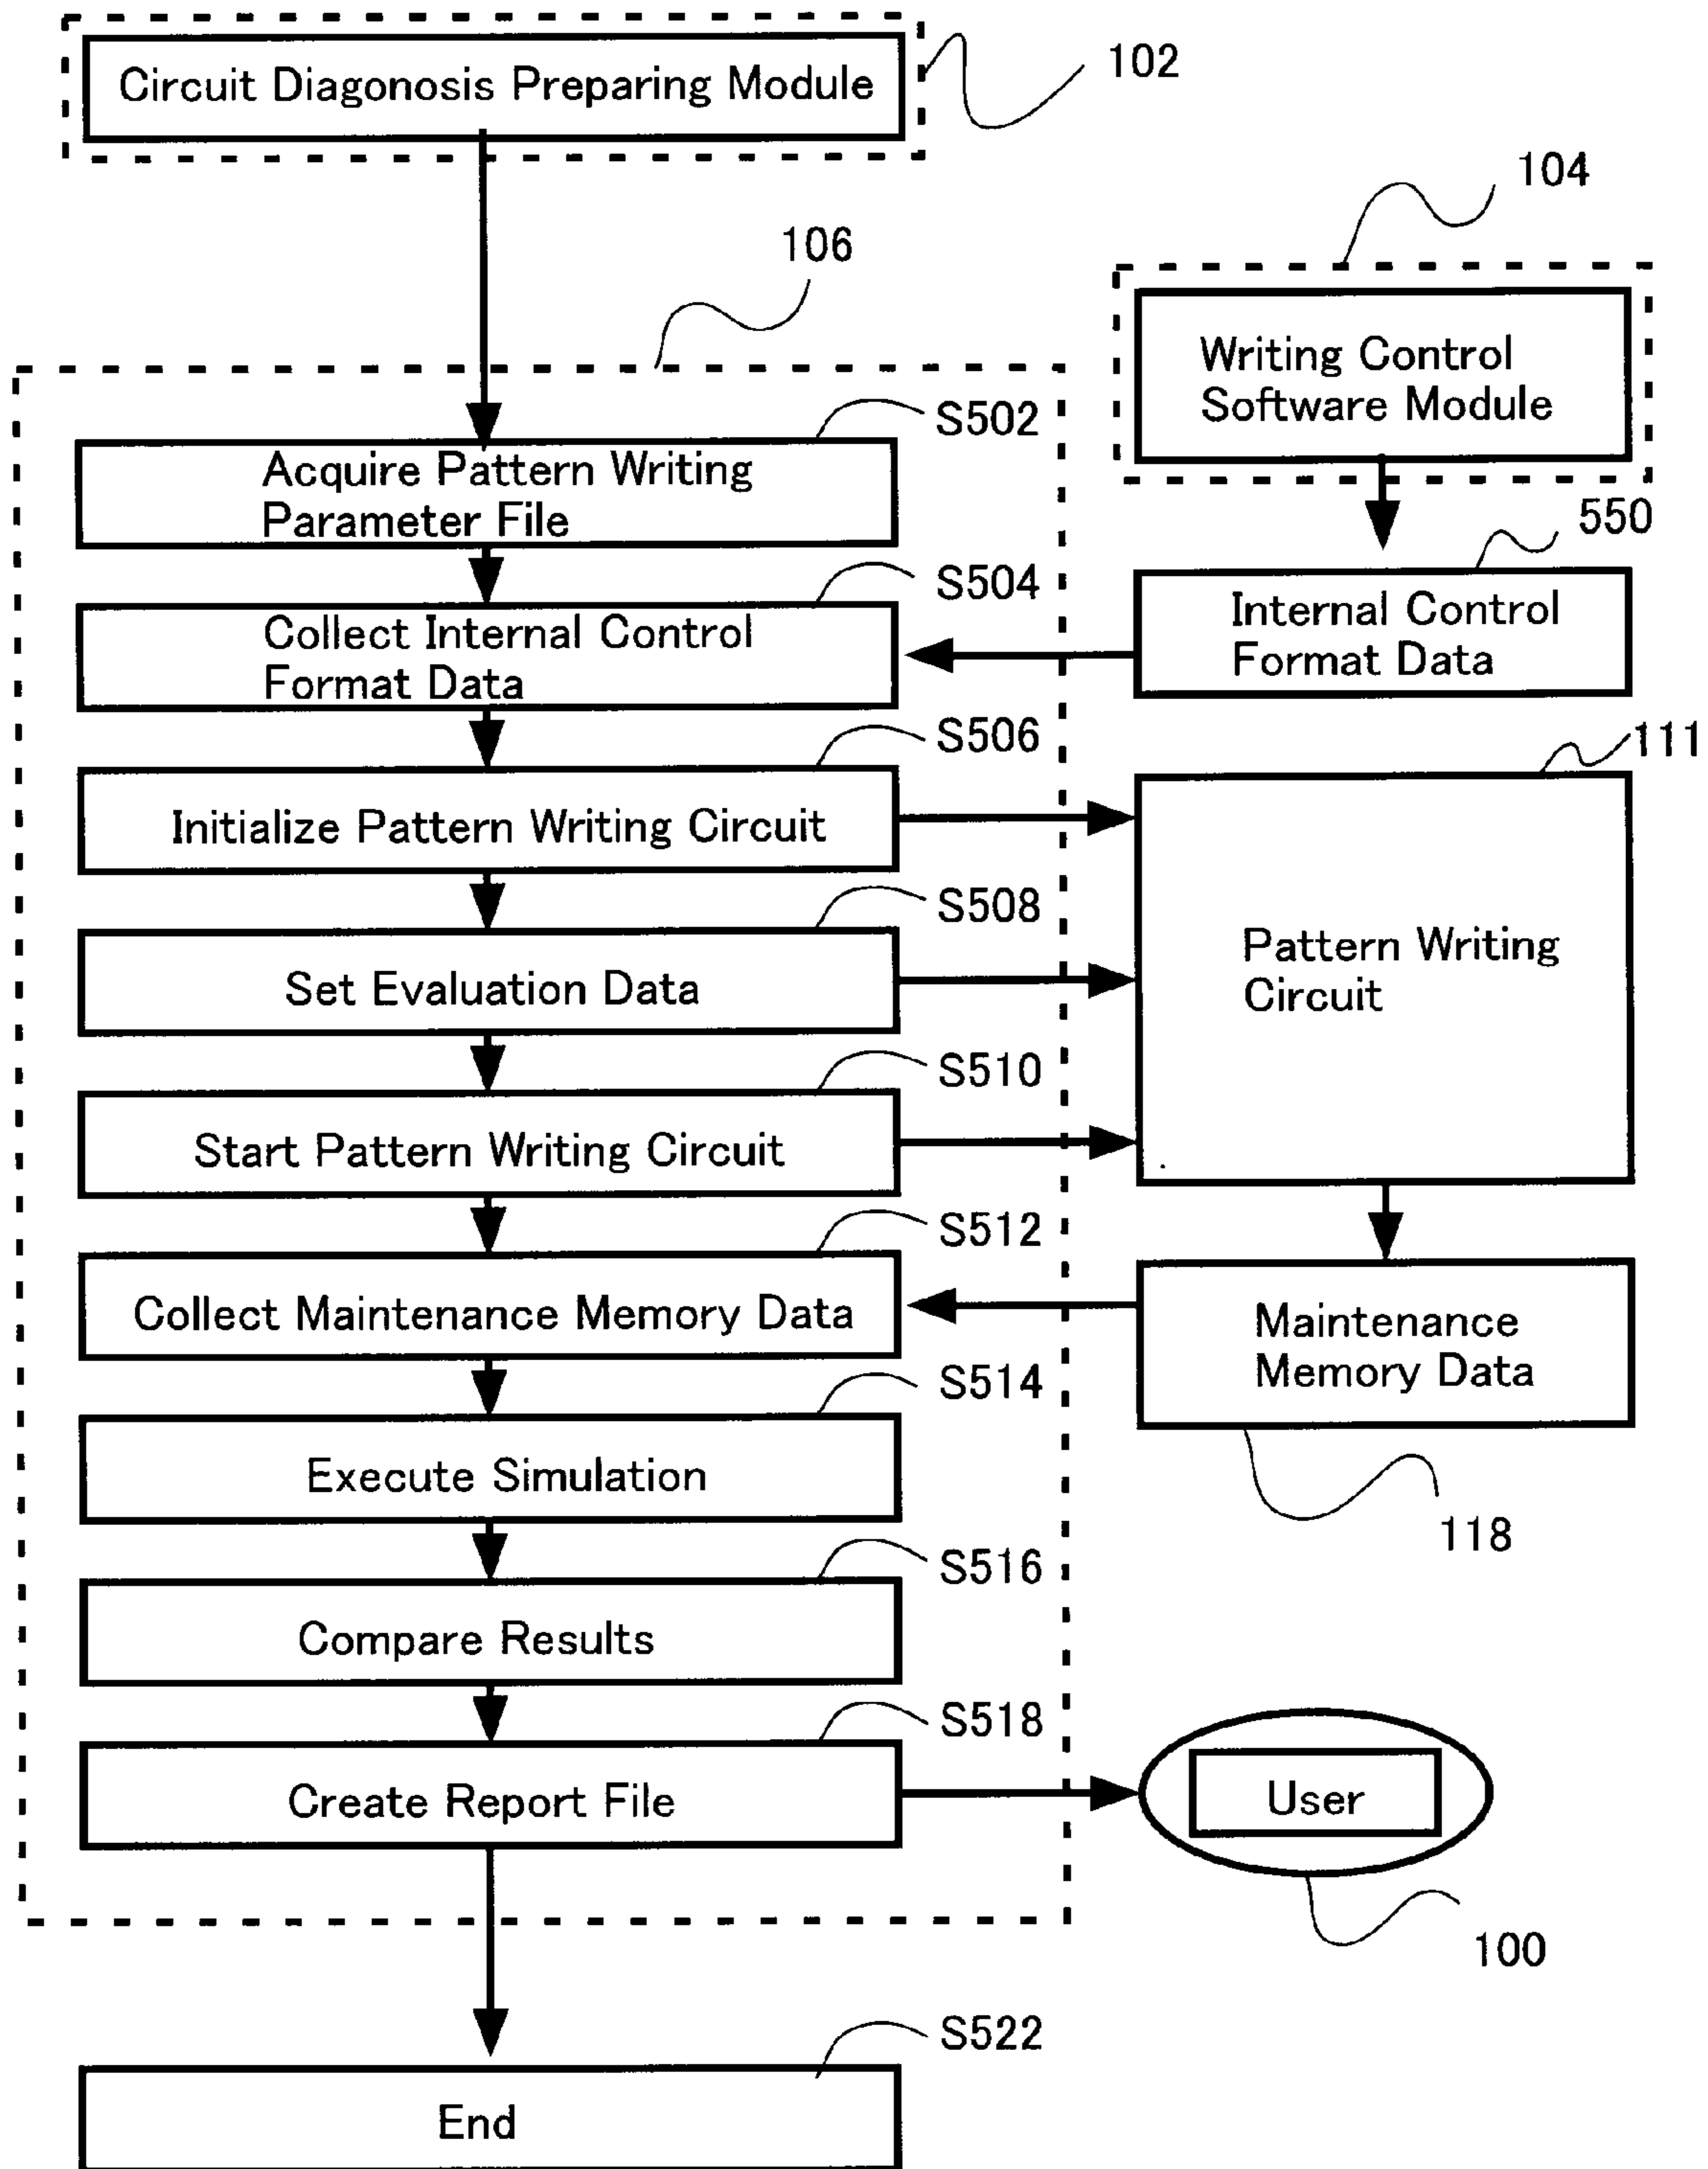 Circuit Diagonosis Preparing Module
102
104
106
Writing Control
Software Module
S502
Acquire Pattern Writing
Parameter File
550
S504
Collect Internal Control
Format Data
Internal Control
Format Data
S506
111
Initialize Pattern Writing Circuit
S508
Set Evaluation Data
Pattern Writing
Circuit
S510
Start Pattern Writing Circuit
S512
Collect Maintenance Memory Data
Maintenance
Memory Data
S514
Execute Simulation
118
S516
Compare Results
S518
Create Report File
User
100
S522
End